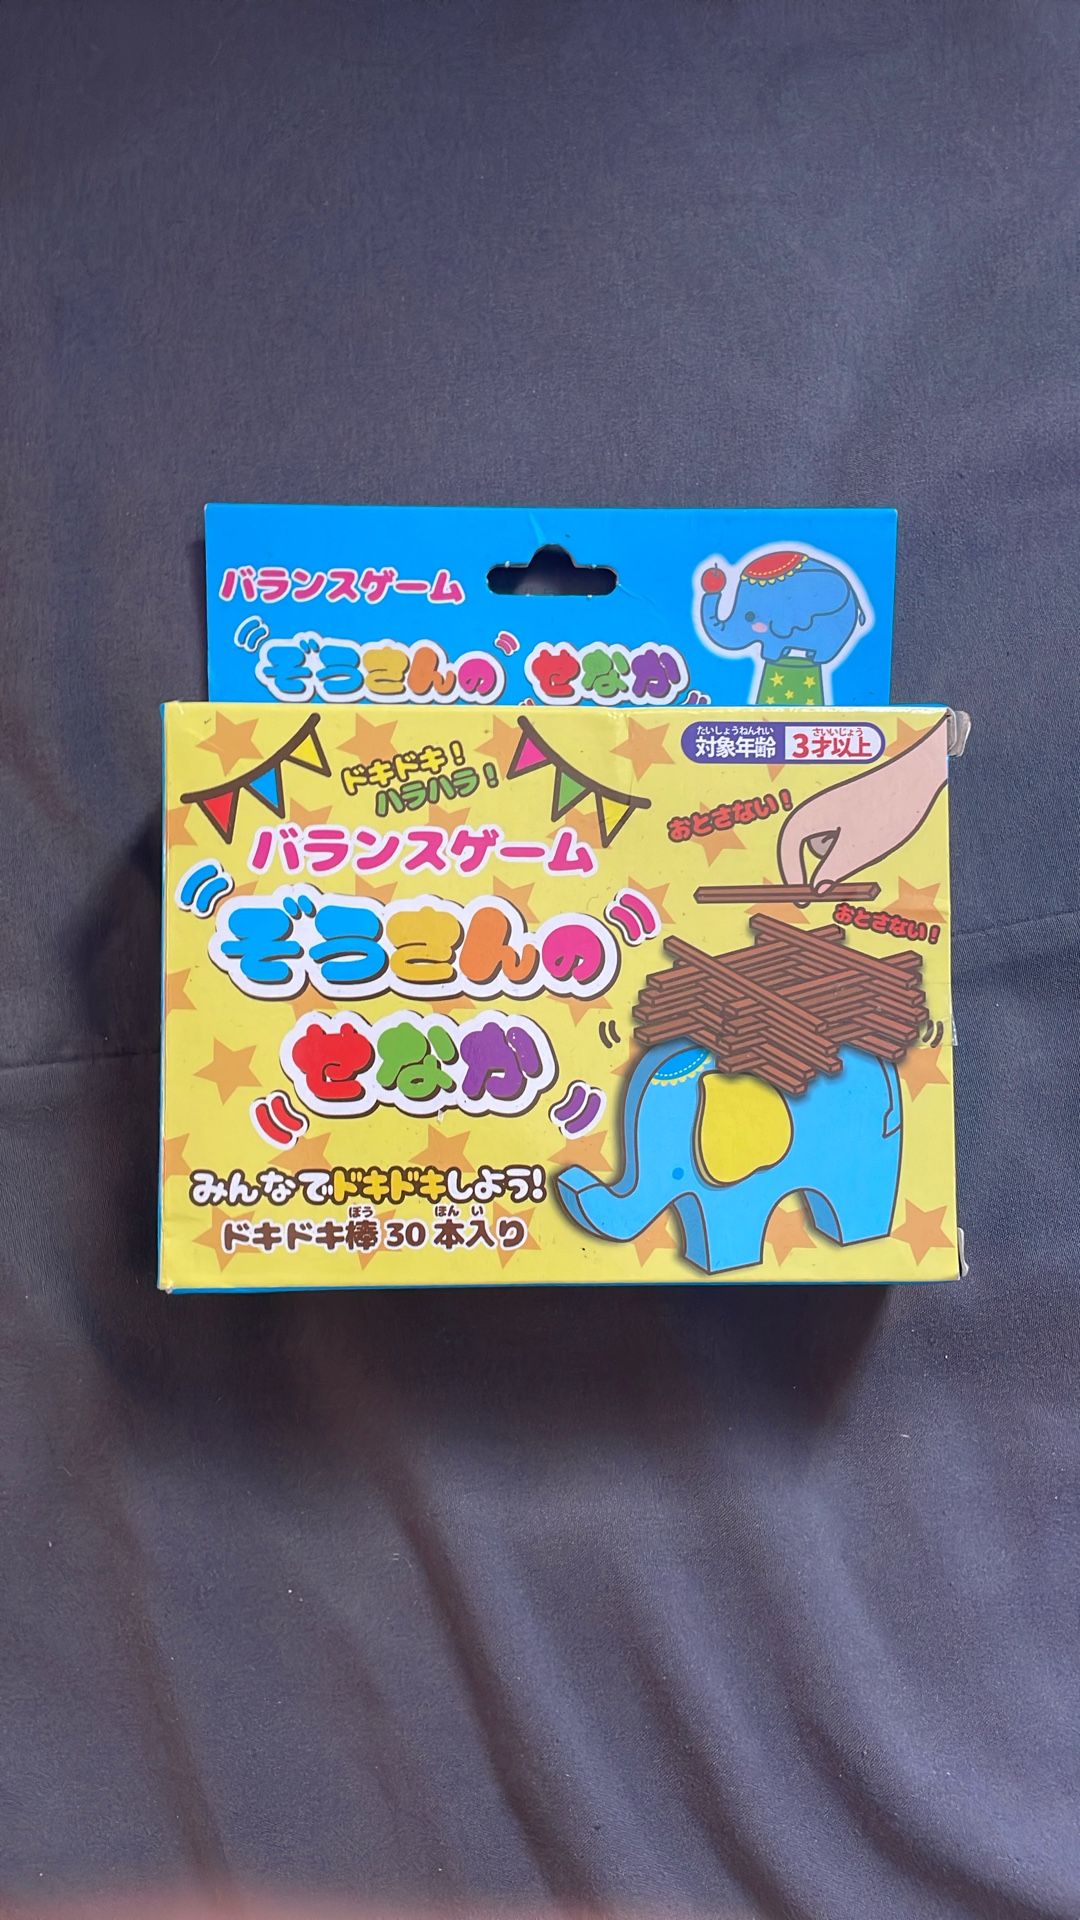 バランスゲーム
ぞうさんの せなか
たいしょうねんれい さいいじょう
対象年齢 3才以上
ドキドキ!
ハラハラ!
おとさない!
バランスゲーム
おとさない!
ぞうさんの
せなか
みんなでドキドキしよう!
ぼう ほん い
ドキドキ棒30本入り